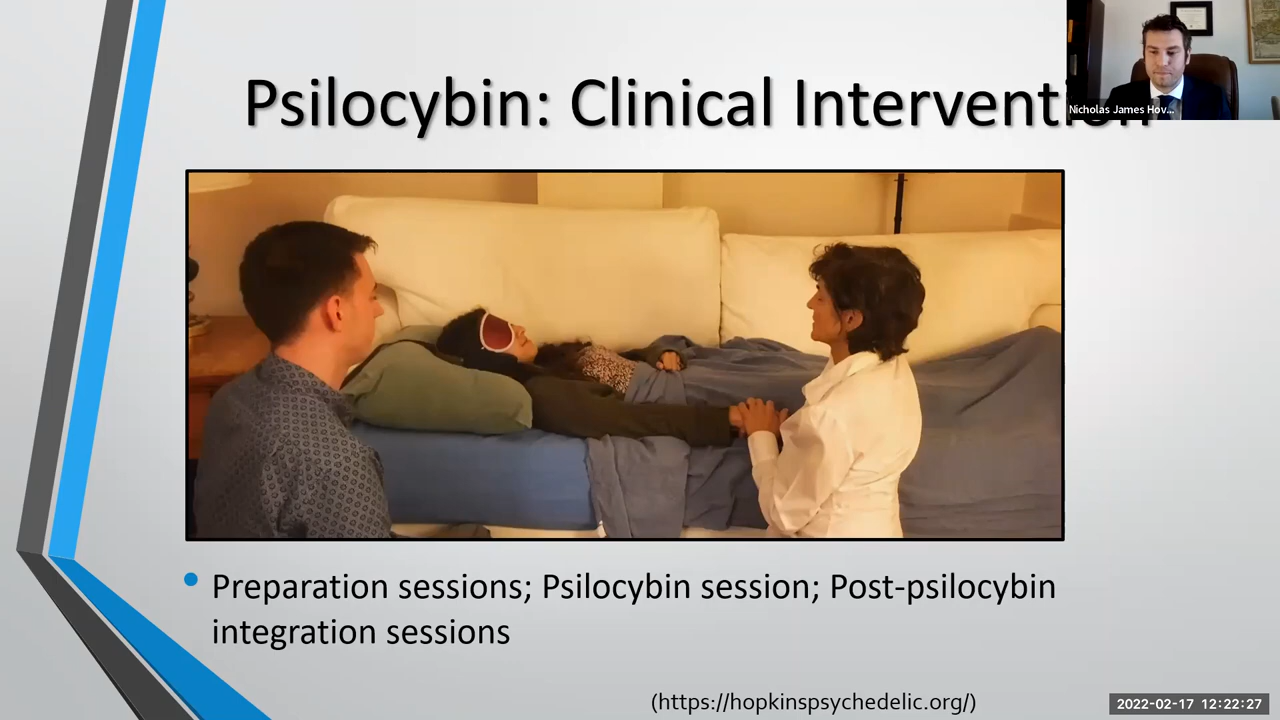 Psilocybin: Clinical Intervention
Nicholas James Hov...
Preparation sessions; Psilocybin session; Post-psilocybin
integration sessions
(https://hopkinspsychedelic.org/)
2022-02-17 12:22:27